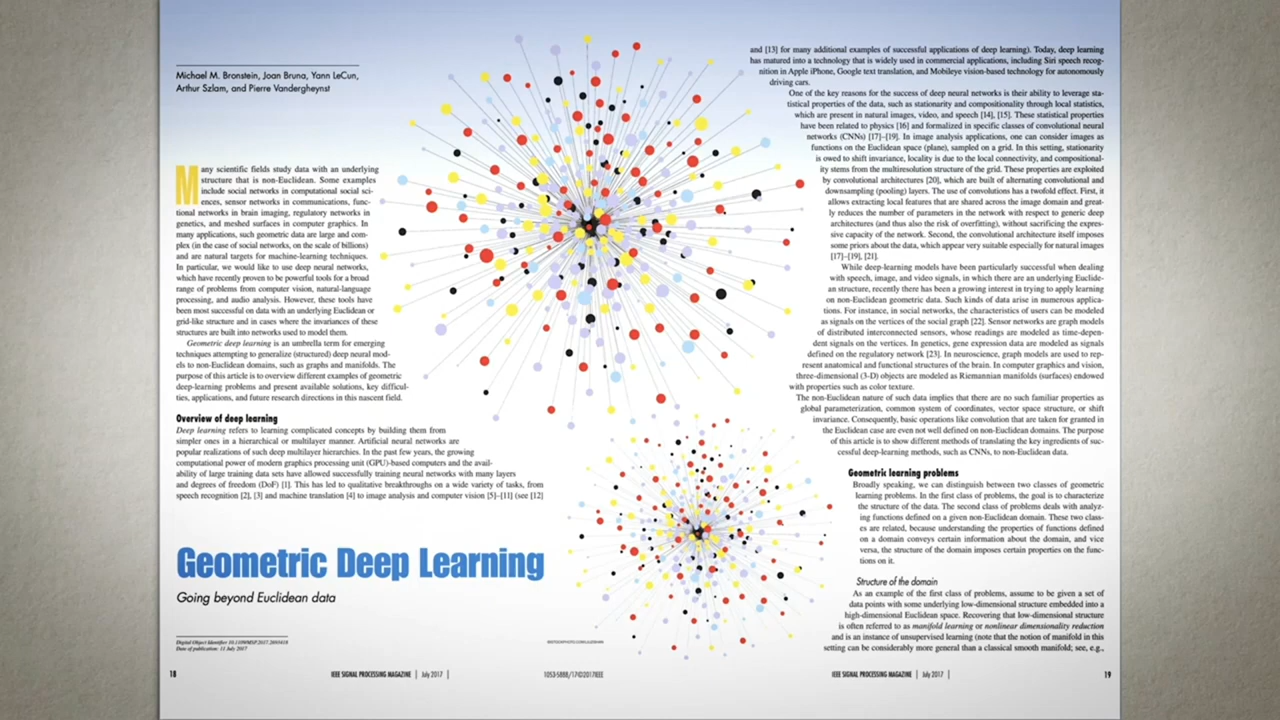 Michael M. Bronstein, Joan Bruna, Yann LeCun,
Arthur Szlam, and Pierre Vandergheynst
Many scientific fields study data with an underlying
structure that is non-Euclidean. Some examples
include social networks in computational social sci-
ences, sensor networks in communications, func-
tional networks in brain imaging, regulatory networks in
genetics, and meshed surfaces in computer graphics. In
many applications, such geometric data are large and com-
plex (in the case of social networks, on the scale of billions)
and are natural targets for machine-learning techniques.
In particular, we would like to use deep neural networks,
which have recently proven to be powerful tools for a broad
range of problems from computer vision, natural-language
processing, and audio analysis. However, these tools have
been most successful on data with an underlying Euclidean or
grid-like structure and in cases where the invariances of these
structures are built into networks used to model them.
Geometric deep learning is an umbrella term for emerging
techniques attempting to generalize (structured) deep neural mod-
els to non-Euclidean domains, such as graphs and manifolds. The
purpose of this article is to overview different examples of geometric
deep-learning problems and present available solutions, key difficul-
ties, applications, and future research directions in this nascent field.
Overview of deep learning
Deep learning refers to learning complicated concepts by building them from
simpler ones in a hierarchical or multilayer manner. Artificial neural networks are
popular realizations of such deep multilayer hierarchies. In the past few years, the growing
computational power of modern graphics processing unit (GPU)-based computers and the avail-
ability of large training data sets have allowed successfully training neural networks with many layers
and degrees of freedom (DoF) [1]. This has led to qualitative breakthroughs on a wide variety of tasks, from
speech recognition [2], [3] and machine translation [4] to image analysis and computer vision [5]–[11] (see [12]
Geometric Deep Learning
Going beyond Euclidean data
Digital Object Identifier 10.1109/MSP.2017.2693418
Date of publication: 11 July 2017
18
IEEE SIGNAL PROCESSING MAGAZINE | July 2017 |
1053-5888/17©2017IEEE
and [13] for many additional examples of successful applications of deep learning). Today, deep learning
has matured into a technology that is widely used in commercial applications, including Siri speech recog-
nition in Apple iPhone, Google text translation, and Mobileye vision-based technology for autonomously
driving cars.
One of the key reasons for the success of deep neural networks is their ability to leverage sta-
tistical properties of the data, such as stationarity and compositionality through local statistics,
which are present in natural images, video, and speech [14], [15]. These statistical properties
have been related to physics [16] and formalized in specific classes of convolutional neural
networks (CNNs) [17]–[19]. In image analysis applications, one can consider images as
functions on the Euclidean space (plane), sampled on a grid. In this setting, stationarity
is owed to shift invariance, locality is due to the local connectivity, and compositional-
ity stems from the multiresolution structure of the grid. These properties are exploited
by convolutional architectures [20], which are built of alternating convolutional and
downsampling (pooling) layers. The use of convolutions has a twofold effect. First, it
allows extracting local features that are shared across the image domain and great-
ly reduces the number of parameters in the network with respect to generic deep
architectures (and thus also the risk of overfitting), without sacrificing the expres-
sive capacity of the network. Second, the convolutional architecture itself imposes
some priors about the data, which appear very suitable especially for natural images
[17]–[19], [21].
While deep-learning models have been particularly successful when dealing
with speech, image, and video signals, in which there are an underlying Euclide-
an structure, recently there has been a growing interest in trying to apply learning
on non-Euclidean geometric data. Such kinds of data arise in numerous applica-
tions. For instance, in social networks, the characteristics of users can be modeled
as signals on the vertices of the social graph [22]. Sensor networks are graph models
of distributed interconnected sensors, whose readings are modeled as time-depen-
dent signals on the vertices. In genetics, gene expression data are modeled as signals
defined on the regulatory network [23]. In neuroscience, graph models are used to rep-
resent anatomical and functional structures of the brain. In computer graphics and vision,
three-dimensional (3-D) objects are modeled as Riemannian manifolds (surfaces) endowed
with properties such as color texture.
The non-Euclidean nature of such data implies that there are no such familiar properties as
global parameterization, common system of coordinates, vector space structure, or shift
invariance. Consequently, basic operations like convolution that are taken for granted in
the Euclidean case are even not well defined on non-Euclidean domains. The purpose
of this article is to show different methods of translating the key ingredients of suc-
cessful deep-learning methods, such as CNNs, to non-Euclidean data.
Geometric learning problems
Broadly speaking, we can distinguish between two classes of geometric
learning problems. In the first class of problems, the goal is to characterize
the structure of the data. The second class of problems deals with analyz-
ing functions defined on a given non-Euclidean domain. These two class-
es are related, because understanding the properties of functions defined
on a domain conveys certain information about the domain, and vice
versa, the structure of the domain imposes certain properties on the func-
tions on it.
Structure of the domain
As an example of the first class of problems, assume to be given a set of
data points with some underlying low-dimensional structure embedded into a
high-dimensional Euclidean space. Recovering that low-dimensional structure
is often referred to as manifold learning or nonlinear dimensionality reduction
and is an instance of unsupervised learning (note that the notion of manifold in this
setting can be considerably more general than a classical smooth manifold; see, e.g.,
IEEE SIGNAL PROCESSING MAGAZINE | July 2017 |
19